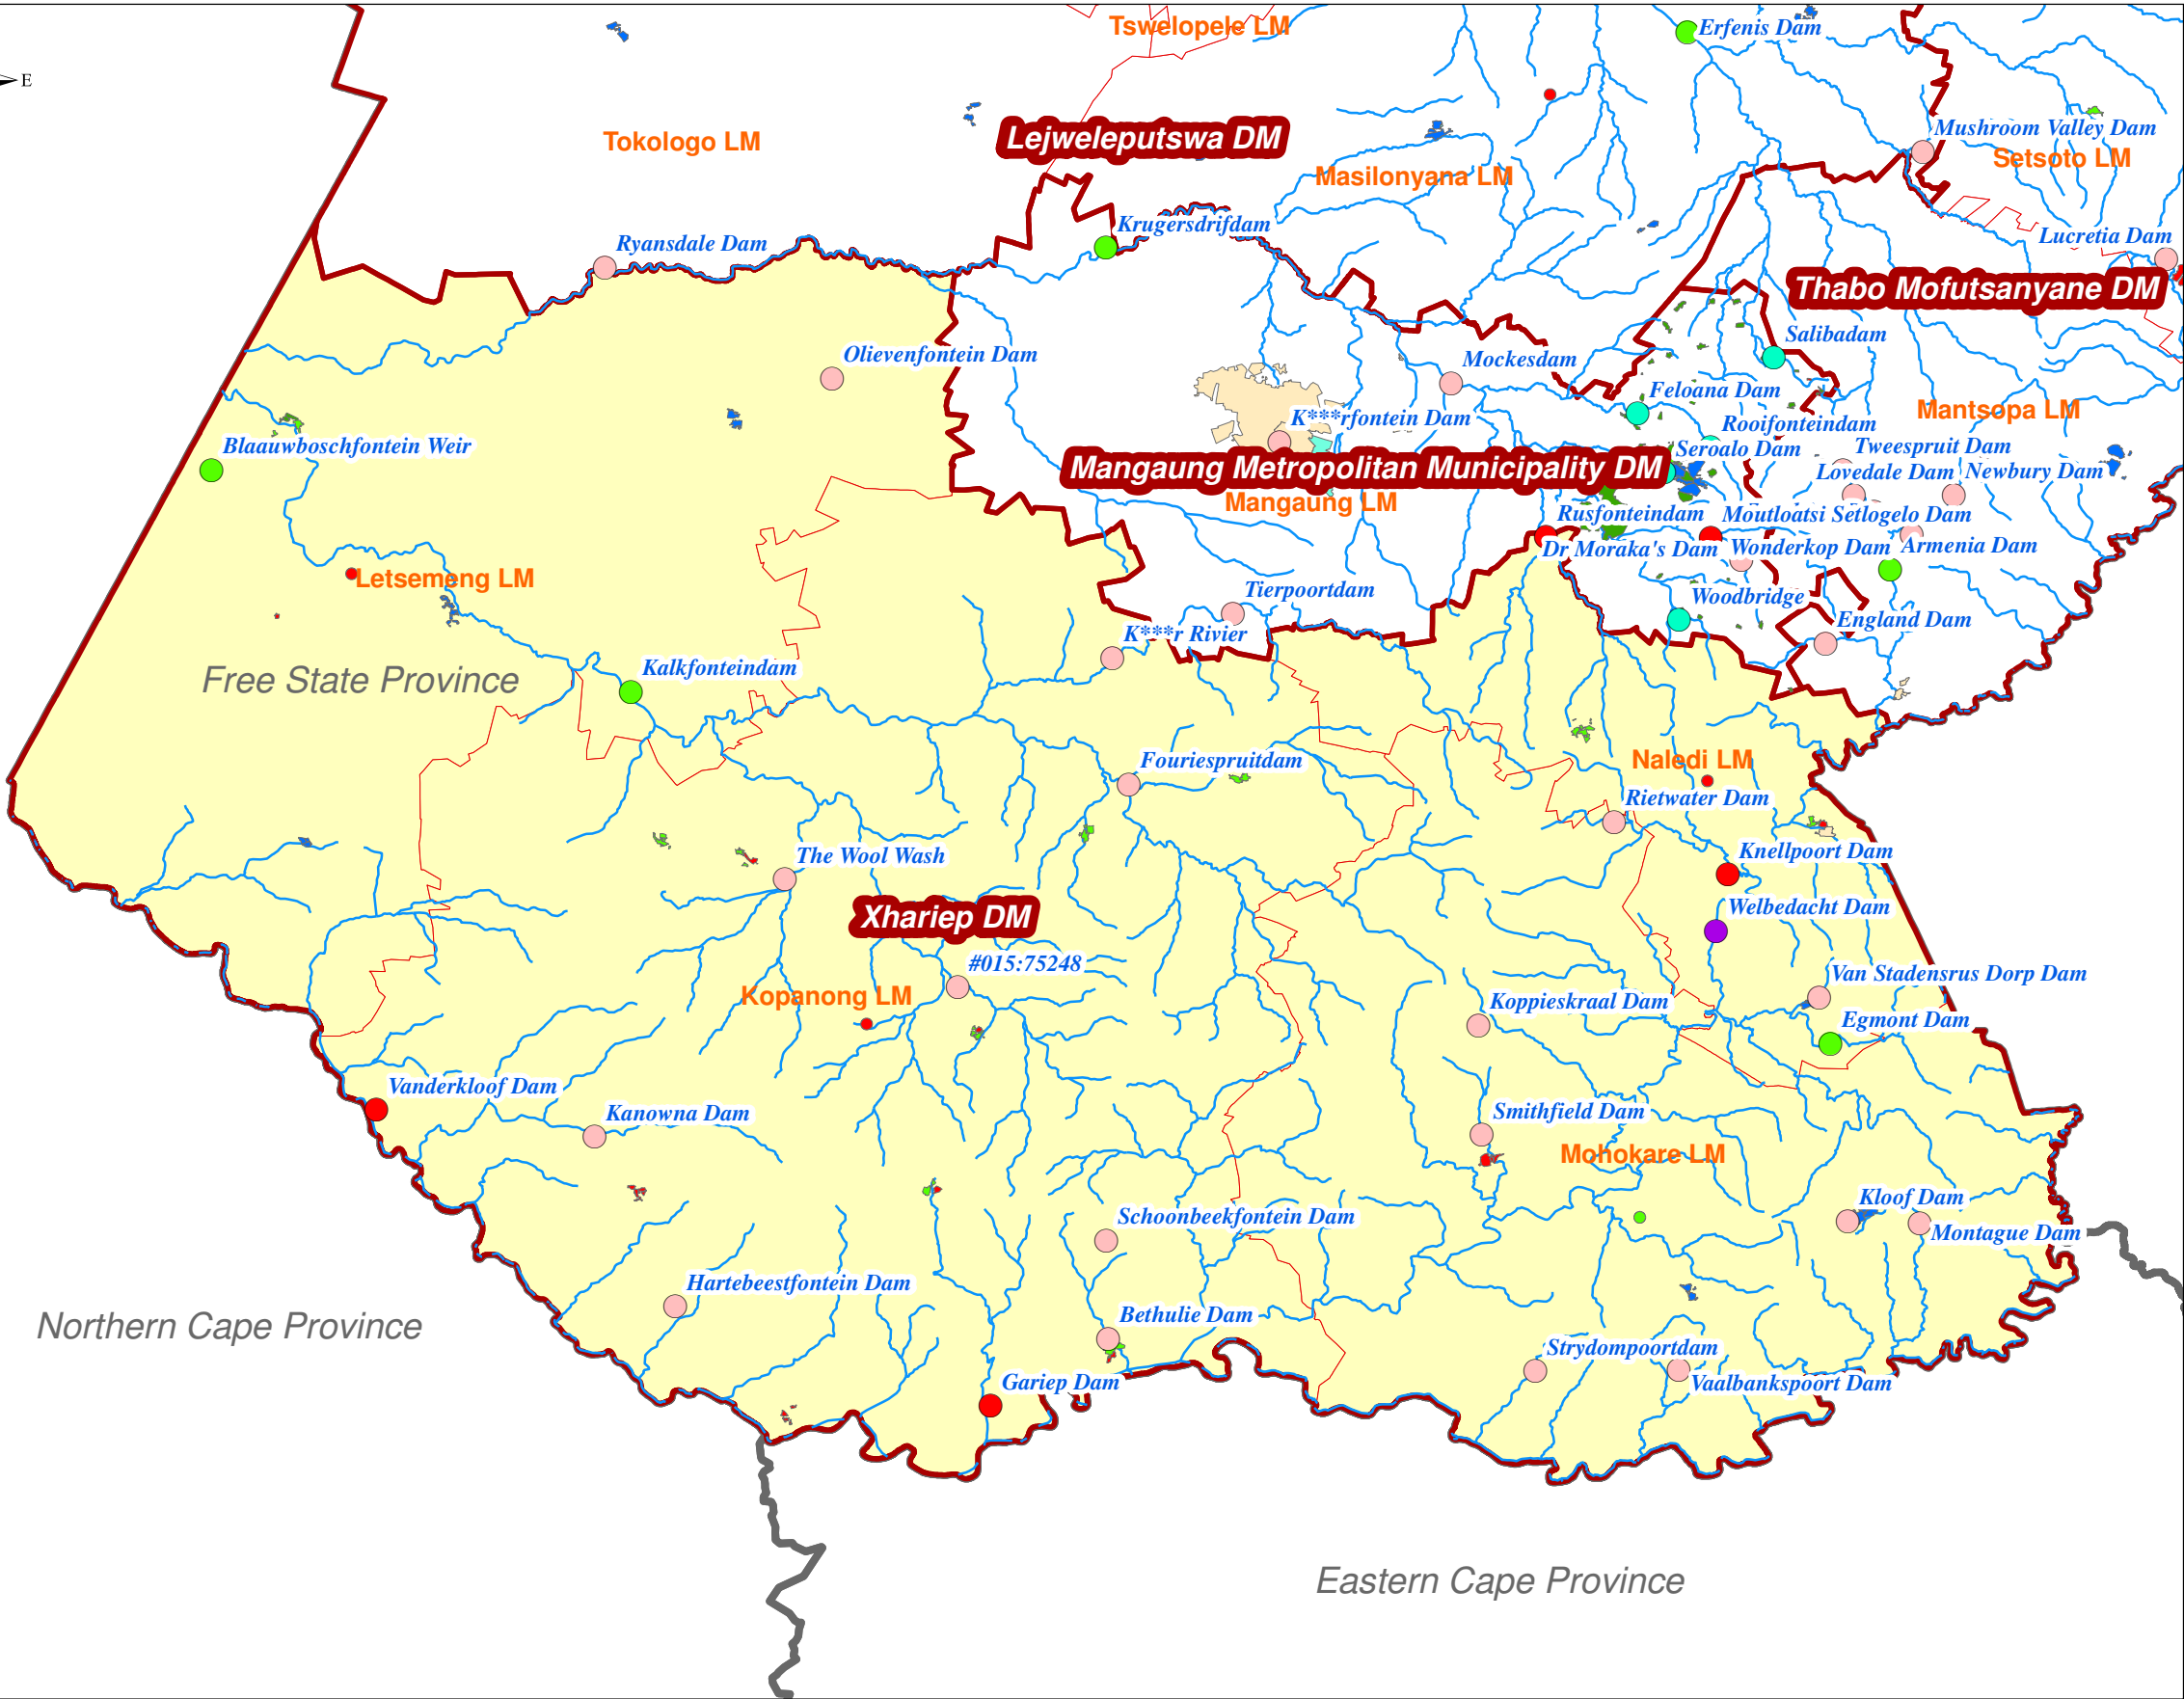 Tswelopele LM
Erfenis Dam
E
Tokologo LM
Lejweleputswa DM
Mushroom Valley Dam
Setsoto LM
Masilonyana LM
Krugersdrifdam
Lucretia Dam
Ryansdale Dam
Thabo Mofutsanyane DM
Salibadam
Olievenfontein Dam
Mockesdam
Feloana Dam
Mantsopa LM
K***rfontein Dam
Rooifonteindam
Blaauwboschfontein Weir
Seroalo Dam
Tweespruit Dam
Mangaung Metropolitan Municipality DM
Lovedale Dam
Newbury Dam
Mangaung LM
Rusfonteindam
Moutloatsi Setlogelo Dam
Dr Moraka's Dam
Wonderkop Dam
Armenia Dam
Letsemeng LM
Tierpoortdam
Woodbridge
England Dam
K***r Rivier
Kalkfonteindam
Free State Province
Fouriespruitdam
Naledi LM
Rietwater Dam
The Wool Wash
Knellpoort Dam
Xhariep DM
Welbedacht Dam
#015:75248
Van Stadensrus Dorp Dam
Kopanong LM
Koppieskraal Dam
Egmont Dam
Vanderkloof Dam
Kanowna Dam
Smithfield Dam
Mohokare LM
Kloof Dam
Schoonbeekfontein Dam
Montague Dam
Hartebeestfontein Dam
Northern Cape Province
Bethulie Dam
Strydompoortdam
Gariep Dam
Vaalbankspoort Dam
Eastern Cape Province